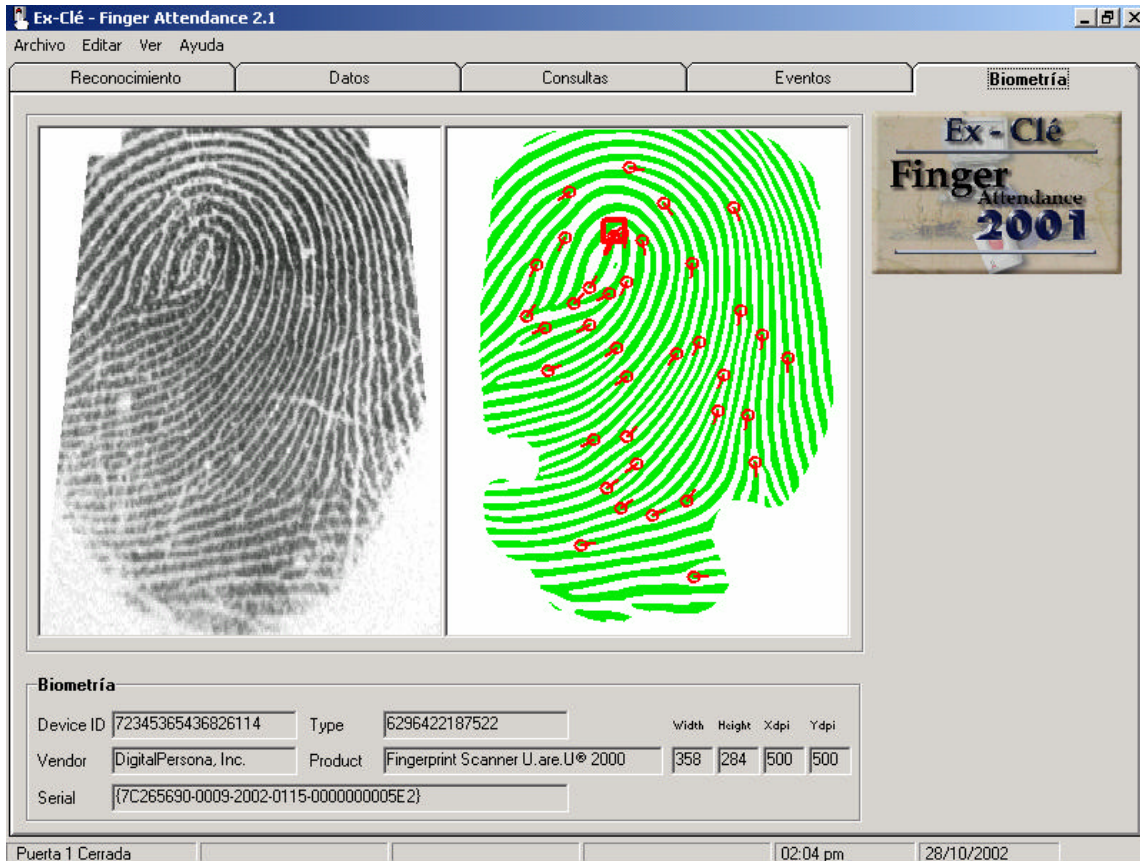 Ex-Clé - Finger Attendance 2.1
Archivo Editar Ver Ayuda
Reconocimiento Datos Consultas Eventos Biometría
Ex - Clé
Finger
Attendance
2001
Biometría
Device ID 72345365436826114 Type 6296422187522 Width Height Xdpi Ydpi
Vendor DigitalPersona, Inc. Product Fingerprint Scanner U.are.U® 2000 358 284 500 500
Serial {7C265690-0009-2002-0115-0000000005E2}
Puerta 1 Cerrada 02:04 pm 28/10/2002